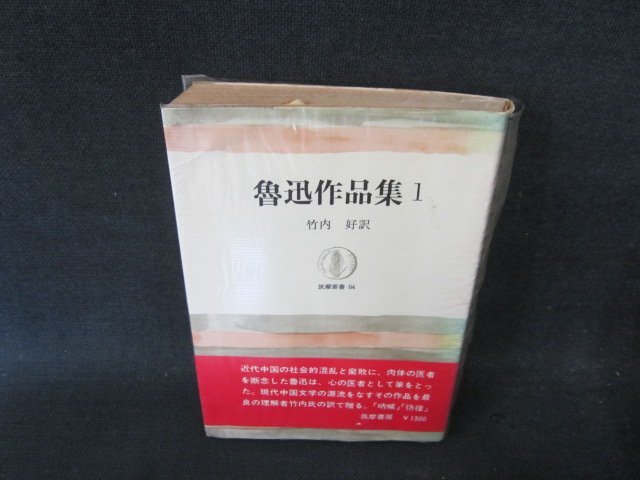 魯迅作品集 1
竹内 好訳
筑摩叢書 64
近代中国の社会的混乱と腐敗に、肉体の医者
を断念した魯迅は、心の医者として筆をとっ
た。現代中国文学の源流をなすその作品を最
良の理解者竹内氏の訳で贈る。「吶喊」「彷徨」
筑摩書房 ¥1300